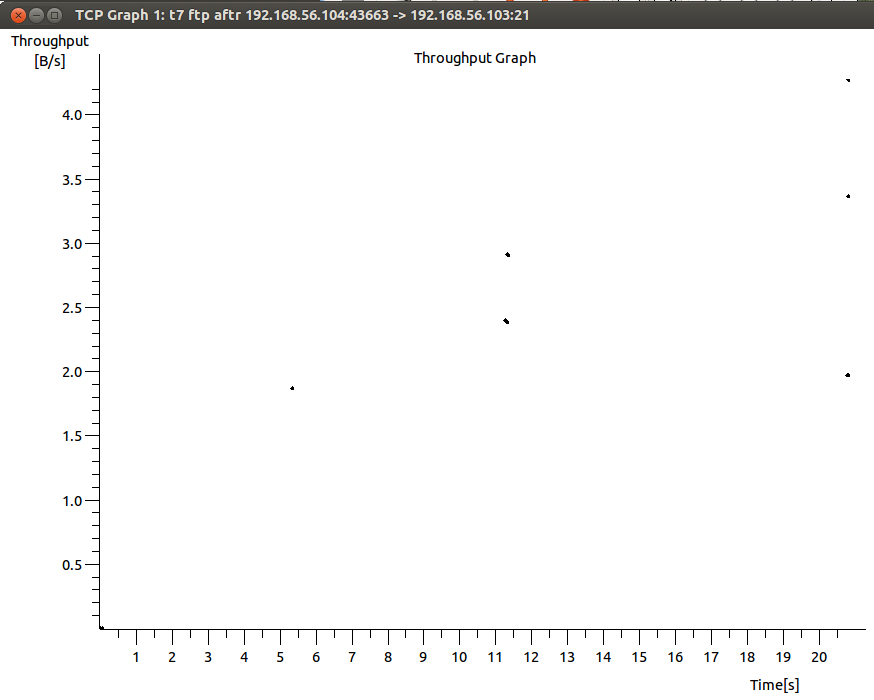 TCP Graph 1: t7 ftp aftr 192.168.56.104:43663 -> 192.168.56.103:21
Throughput
[B/s]
Throughput Graph
4.0
3.5
3.0
2.5
2.0
1.5
1.0
0.5
1 2 3 4 5 6 7 8 9 10 11 12 13 14 15 16 17 18 19 20
Time[s]